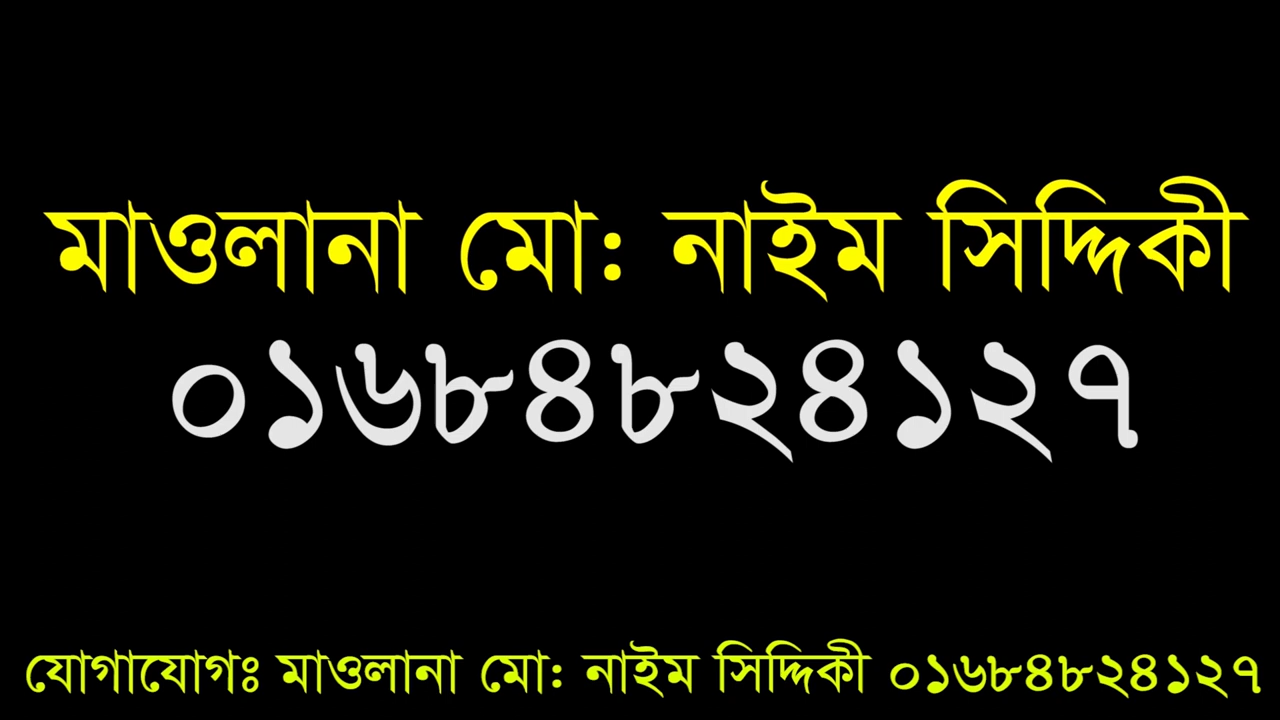 মাওলানা মো: নাইম সিদ্দিকী
০১৬৮৪৮২৪১২৭
যোগাযোগঃ মাওলানা মো: নাইম সিদ্দিকী ০১৬৮৪৮২৪১২৭